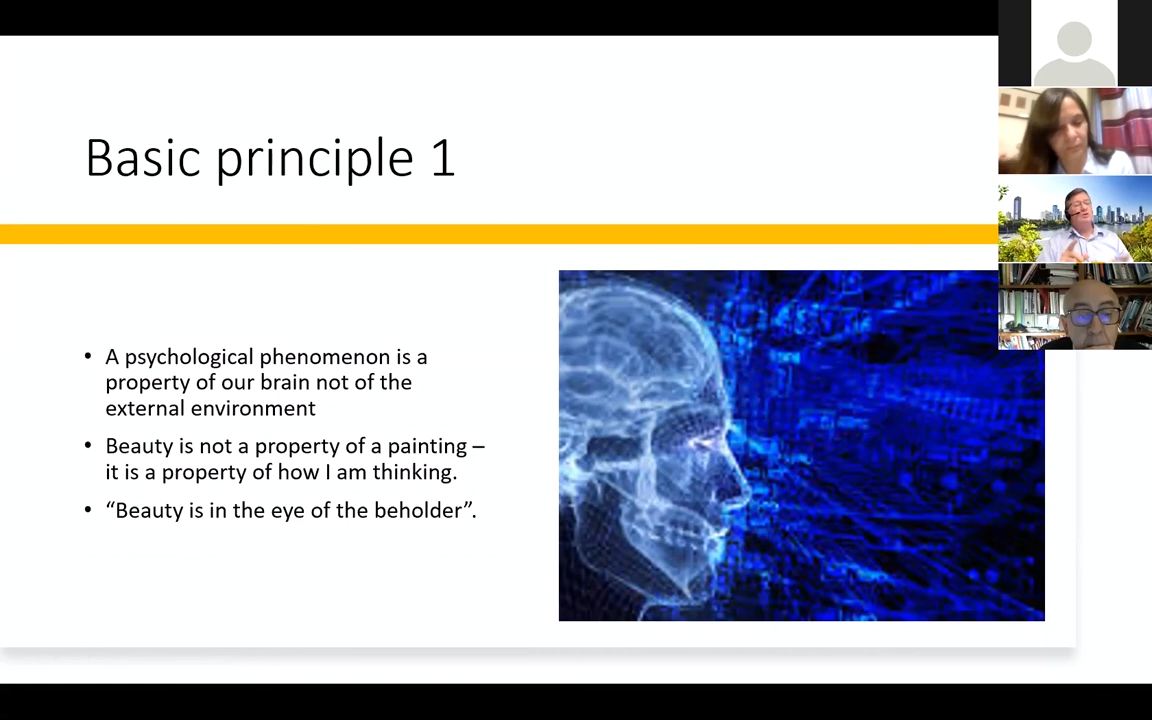 Basic principle 1
• A psychological phenomenon is a
property of our brain not of the
external environment
• Beauty is not a property of a painting –
it is a property of how I am thinking.
• “Beauty is in the eye of the beholder”.